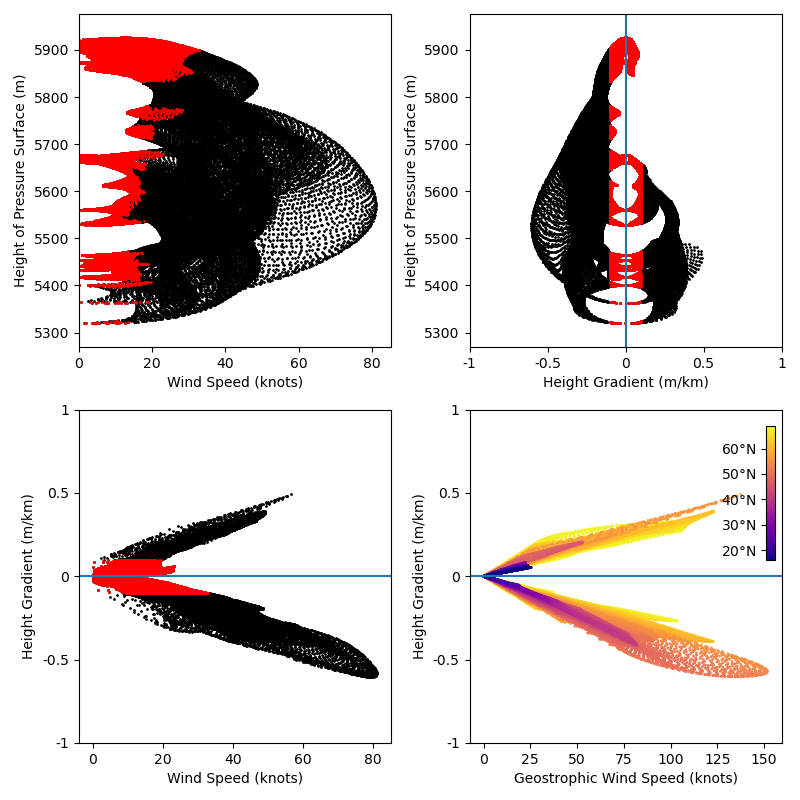 Height of Pressure Surface (m)
5900
5800
5700
5600
5500
5400
5300
0 20 40 60 80
Wind Speed (knots)
Height of Pressure Surface (m)
5900
5800
5700
5600
5500
5400
5300
-1 -0.5 0 0.5 1
Height Gradient (m/km)
Height Gradient (m/km)
1
0.5
0
-0.5
-1
0 20 40 60 80
Wind Speed (knots)
Height Gradient (m/km)
1
0.5
0
-0.5
-1
60°N
50°N
40°N
30°N
20°N
0 25 50 75 100 125 150
Geostrophic Wind Speed (knots)